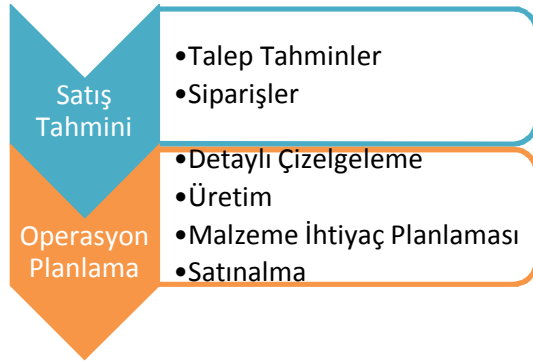 Satış
Tahmini
•Talep Tahminler
•Siparişler
Operasyon
Planlama
•Detaylı Çizelgeleme
•Üretim
•Malzeme İhtiyaç Planlaması
•Satınalma